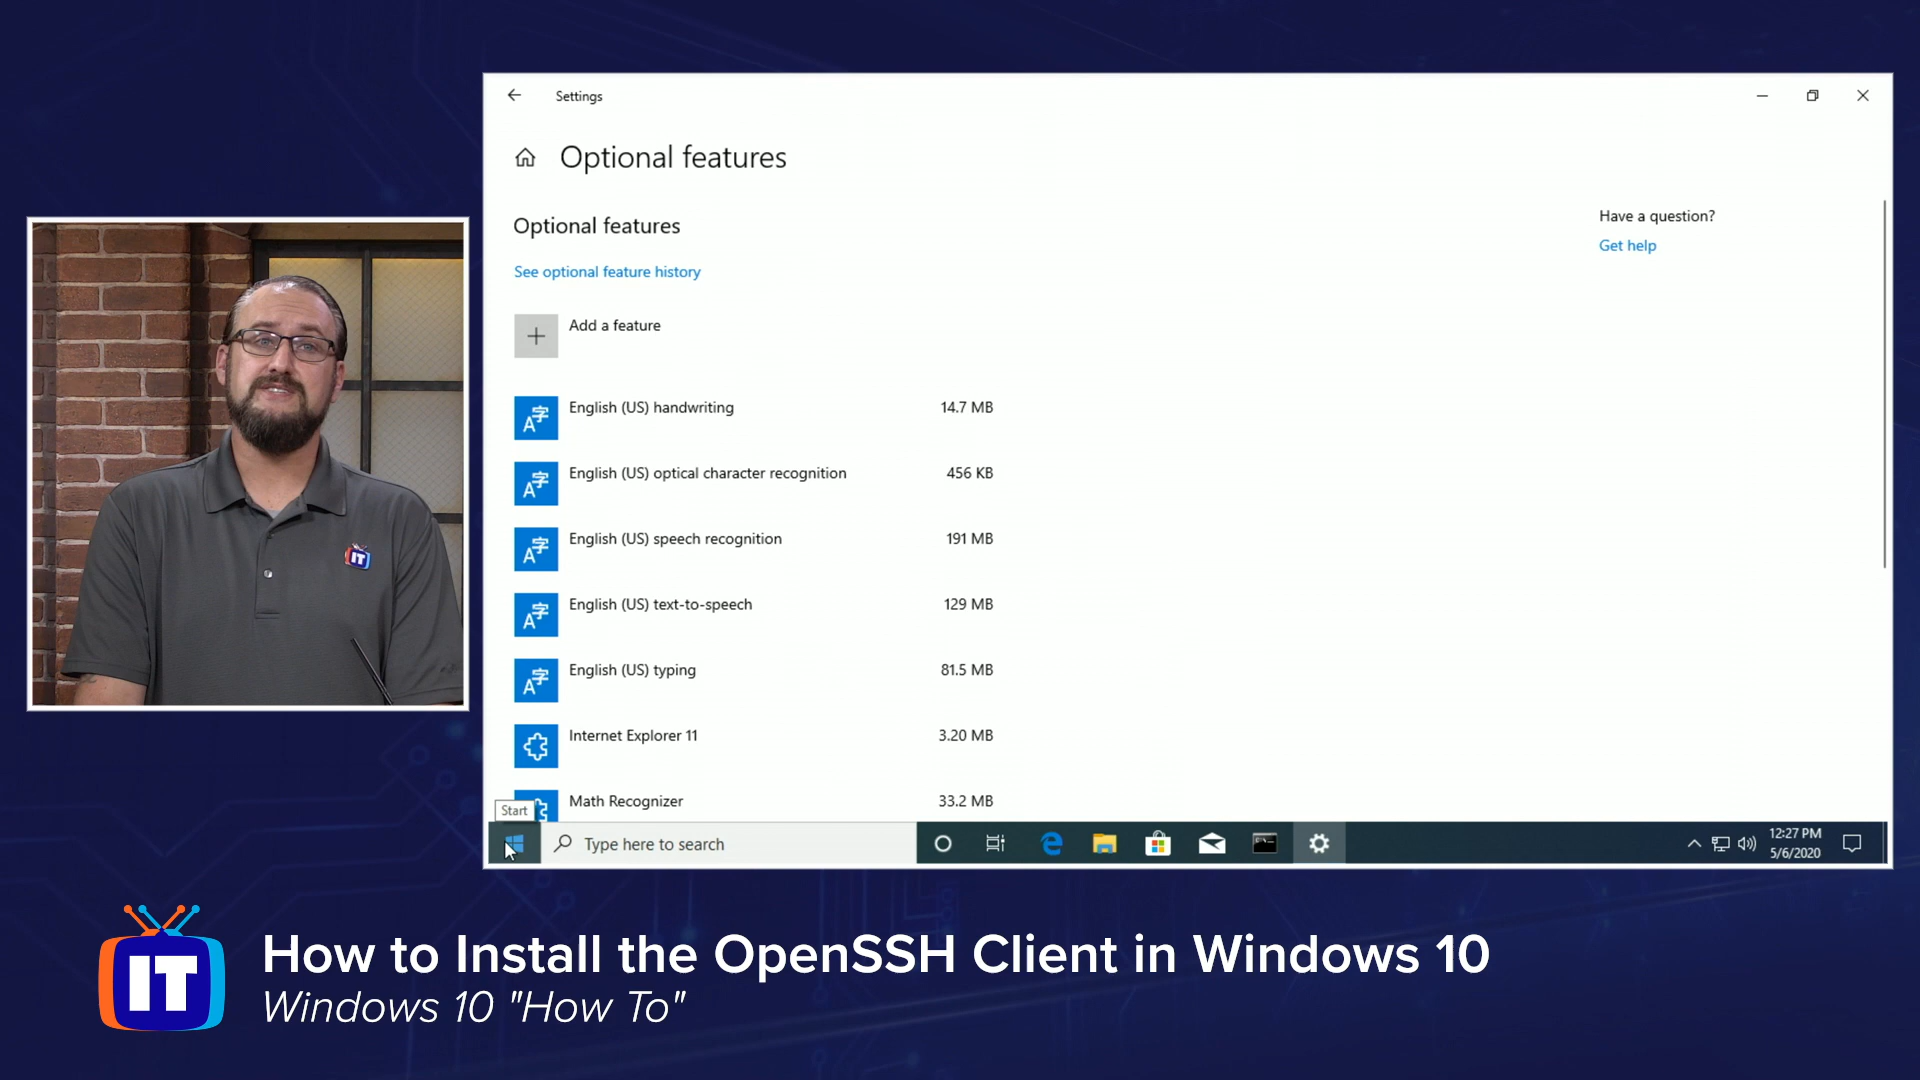 Settings
Optional features
Optional features
See optional feature history
Add a feature
English (US) handwriting 14.7 MB
English (US) optical character recognition 456 KB
English (US) speech recognition 191 MB
English (US) text-to-speech 129 MB
English (US) typing 81.5 MB
Internet Explorer 11 3.20 MB
Math Recognizer 33.2 MB
Have a question?
Get help
Start
Type here to search
12:27 PM
5/6/2020
IT
IT
How to Install the OpenSSH Client in Windows 10
Windows 10 "How To"